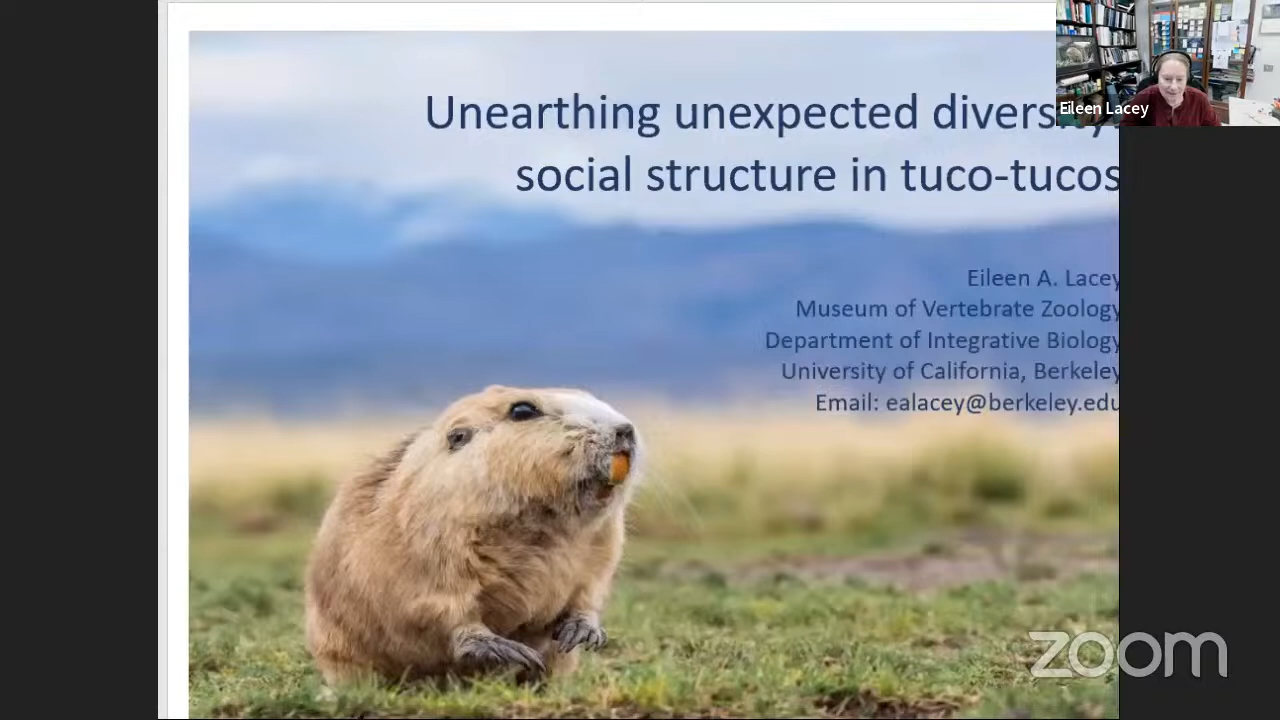 Unearthing unexpected
social structure in tuco-tucos
Eileen A. Lacey
Museum of Vertebrate Zoology
Department of Integrative Biology
University of California, Berkeley
Email: ealacey@berkeley.edu
Eileen Lacey
zoom